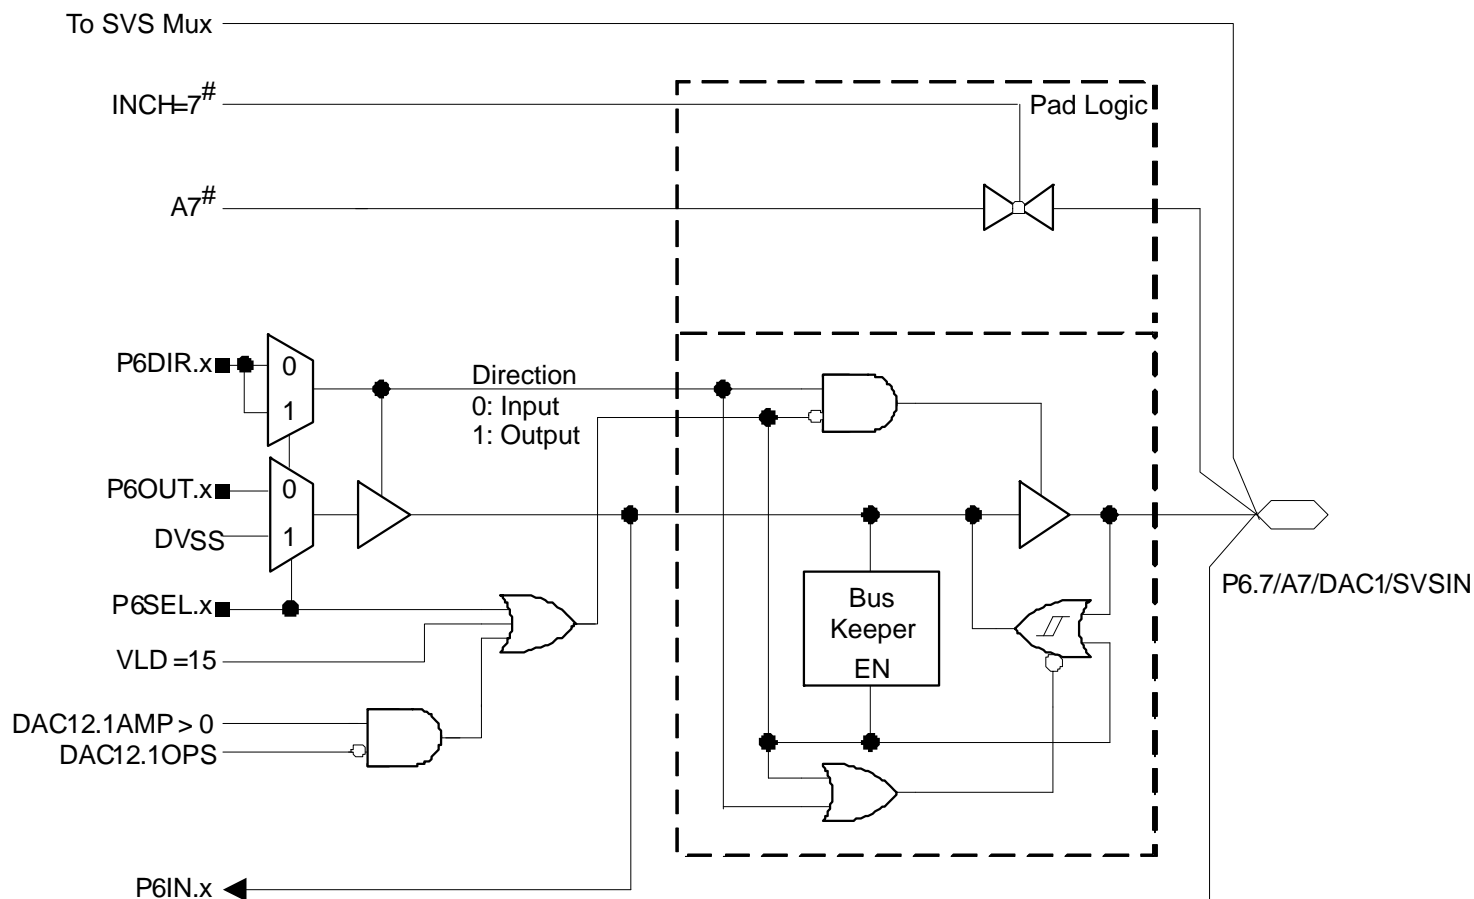 To SVS Mux
INCH=7#
Pad Logic
A7#
P6DIR.x
0
1
Direction
0: Input
1: Output
P6OUT.x
0
DVSS
1
P6SEL.x
VLD =15
DAC12.1AMP > 0
DAC12.1OPS
Bus
Keeper
EN
P6.7/A7/DAC1/SVSIN
P6IN.x